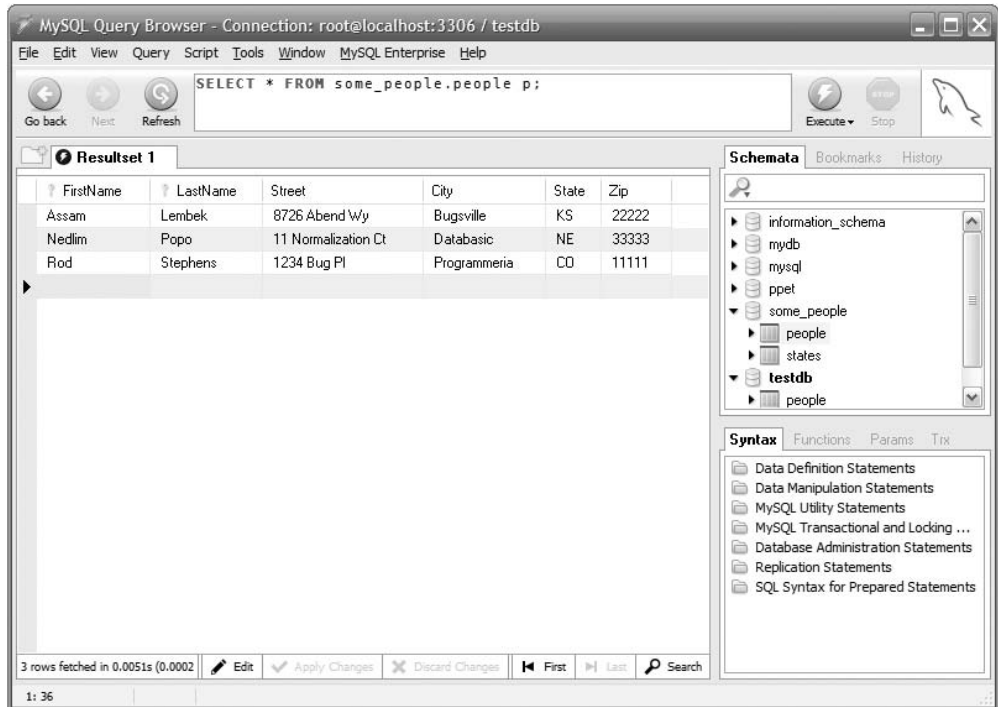 MySQL Query Browser - Connection: root@localhost:3306 / testdb
File Edit View Query Script Tools Window MySQL Enterprise Help
SELECT * FROM some_people.people p;
Go back Next Refresh Execute Stop
Resultset 1
FirstName LastName Street City State Zip
Assam Lembek 8726 Abend Wy Bugsville KS 22222
Nedlim Popo 11 Normalization Ct Databasic NE 33333
Rod Stephens 1234 Bug Pl Programmeria CO 11111
Schemata Bookmarks History
information_schema
mydb
mysql
ppet
some_people
people
states
testdb
people
Syntax Functions Params Trx
Data Definition Statements
Data Manipulation Statements
MySQL Utility Statements
MySQL Transactional and Locking ...
Database Administration Statements
Replication Statements
SQL Syntax for Prepared Statements
3 rows fetched in 0.0051s (0.0002 Edit Apply Changes Discard Changes First Last Search
1: 36